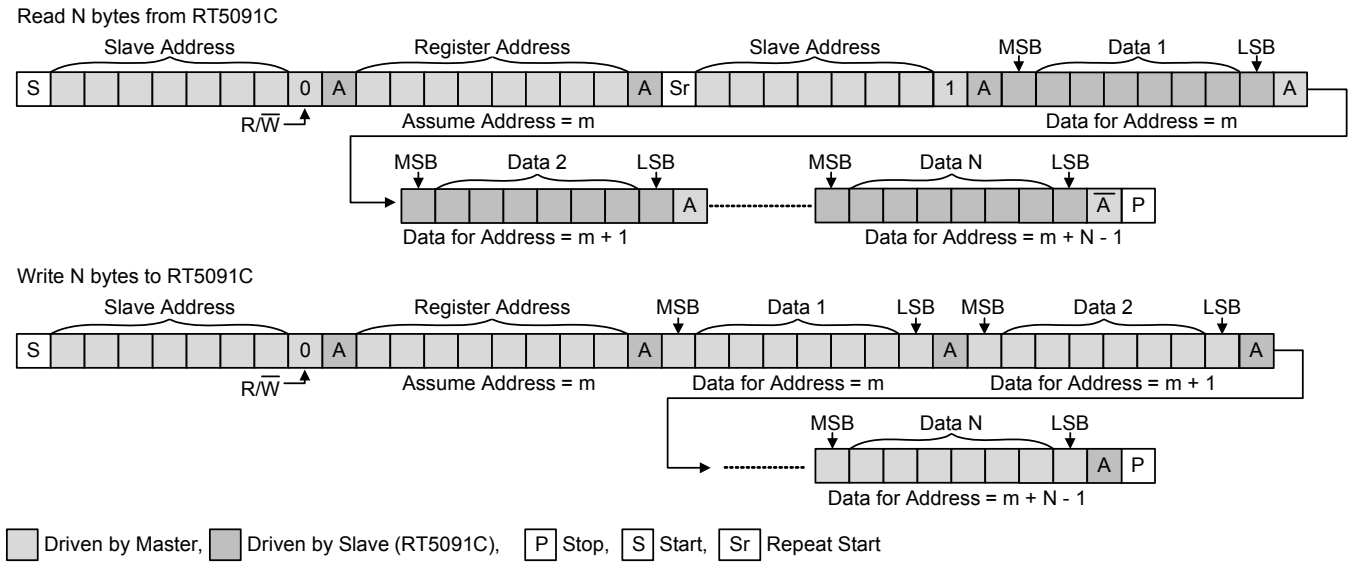 Read N bytes from RT5091C
Slave Address Register Address Slave Address MSB Data 1 LSB
S 0 A A Sr 1 A A
R/W̅ Assume Address = m Data for Address = m
MSB Data 2 LSB MSB Data N LSB
A A̅ P
Data for Address = m + 1 Data for Address = m + N - 1
Write N bytes to RT5091C
Slave Address Register Address MSB Data 1 LSB MSB Data 2 LSB
S 0 A A A A
R/W̅ Assume Address = m Data for Address = m Data for Address = m + 1
MSB Data N LSB
A P
Data for Address = m + N - 1
Driven by Master, Driven by Slave (RT5091C), P Stop, S Start, Sr Repeat Start